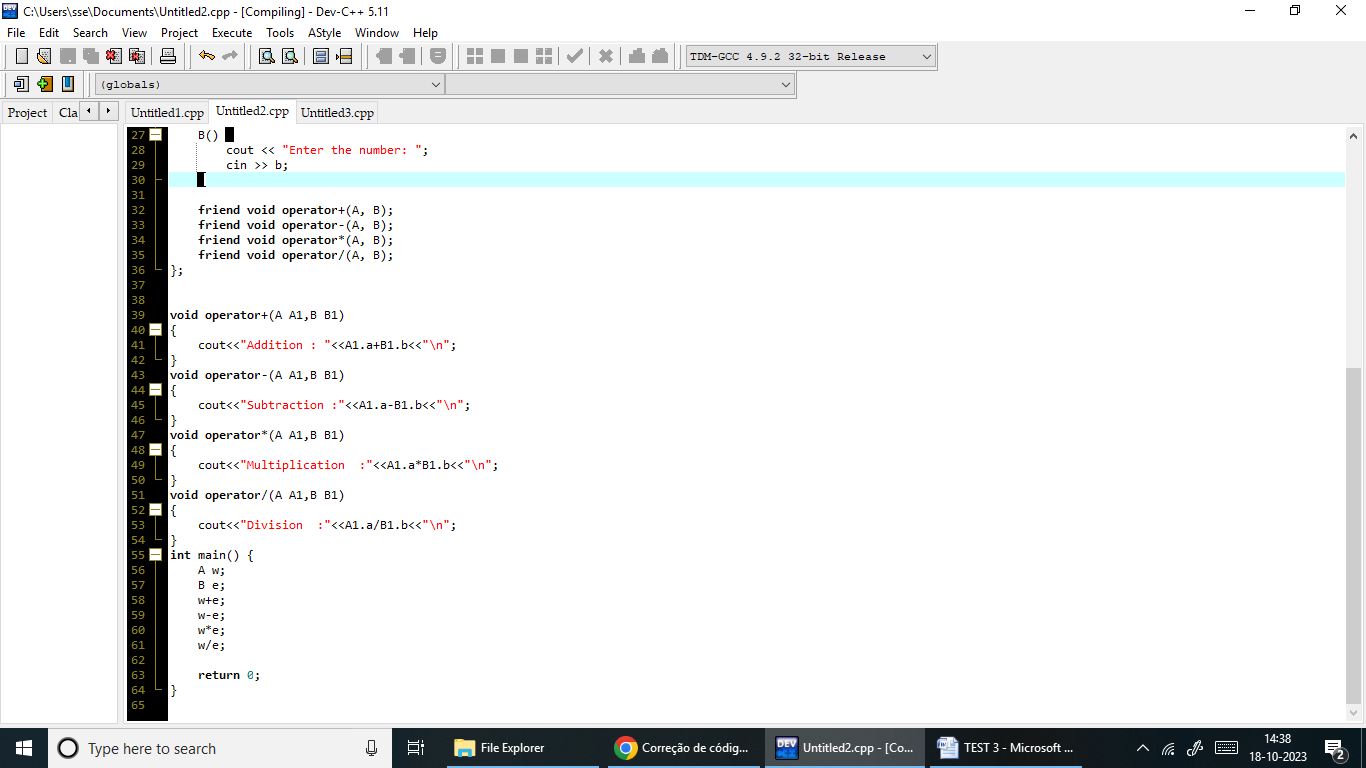 C:\Users\sse\Documents\Untitled2.cpp - [Compiling] - Dev-C++ 5.11
File Edit Search View Project Execute Tools AStyle Window Help
TDM-GCC 4.9.2 32-bit Release
(globals)
Project Cla Untitled1.cpp Untitled2.cpp Untitled3.cpp
27 B()
28 cout << "Enter the number: ";
29 cin >> b;
30
31
32 friend void operator+(A, B);
33 friend void operator-(A, B);
34 friend void operator*(A, B);
35 friend void operator/(A, B);
36 };
37
38
39 void operator+(A A1,B B1)
40 {
41 cout<<"Addition : "<<A1.a+B1.b<<"\n";
42 }
43 void operator-(A A1,B B1)
44 {
45 cout<<"Subtraction :"<<A1.a-B1.b<<"\n";
46 }
47 void operator*(A A1,B B1)
48 {
49 cout<<"Multiplication  :"<<A1.a*B1.b<<"\n";
50 }
51 void operator/(A A1,B B1)
52 {
53 cout<<"Division  :"<<A1.a/B1.b<<"\n";
54 }
55 int main() {
56 A w;
57 B e;
58 w+e;
59 w-e;
60 w*e;
61 w/e;
62
63 return 0;
64 }
65
Type here to search File Explorer Correção de códig... DEV Untitled2.cpp - [Co... TEST 3 - Microsoft ... 14:38
18-10-2023 2